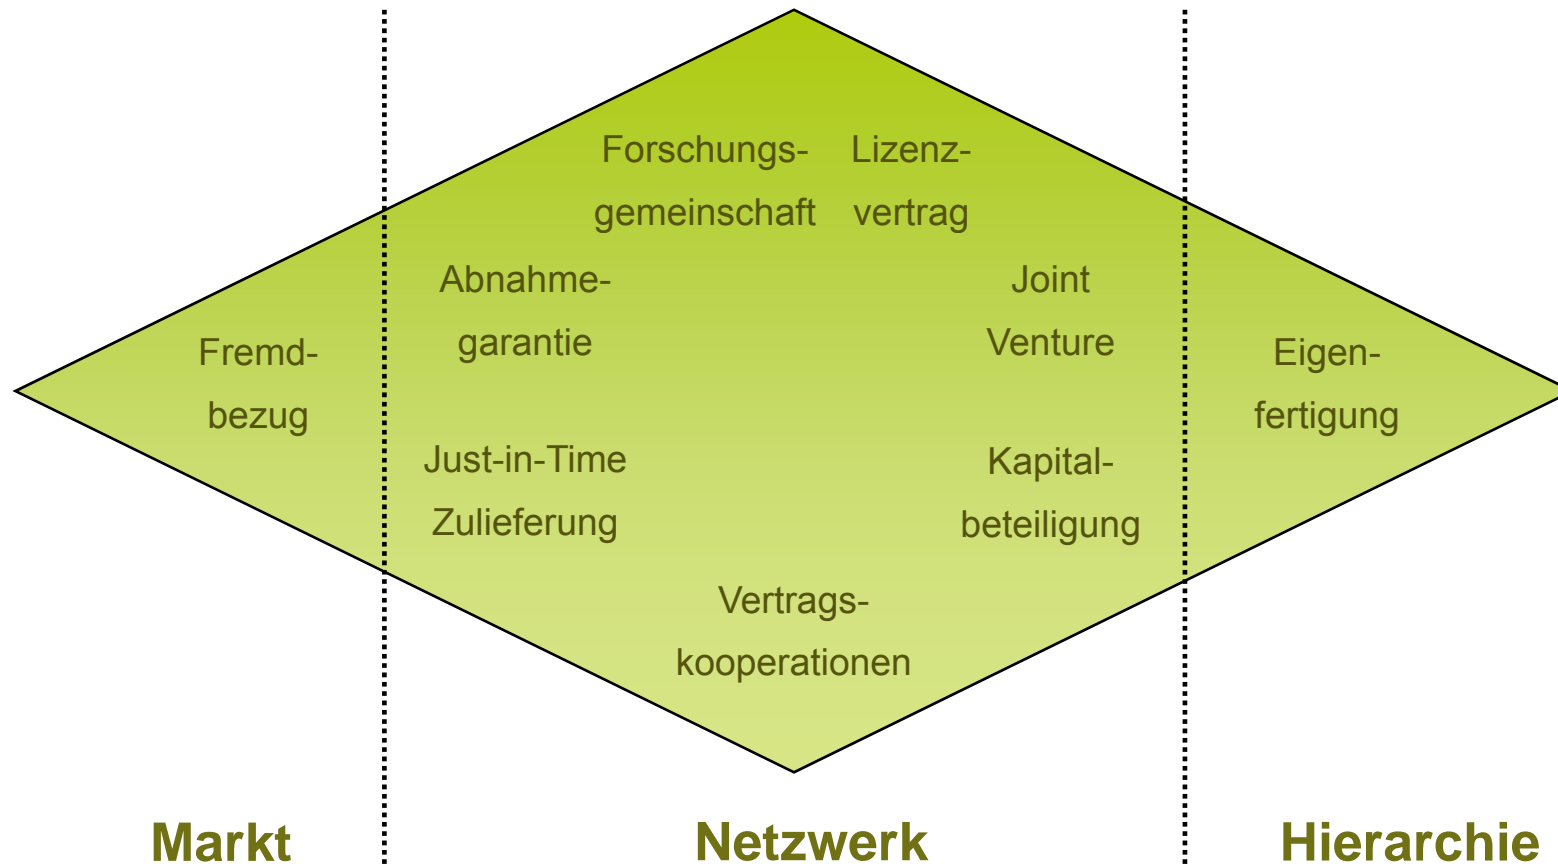 Forschungs-
gemeinschaft
Lizenz-
vertrag
Abnahme-
garantie
Joint
Venture
Fremd-
bezug
Eigen-
fertigung
Just-in-Time
Zulieferung
Kapital-
beteiligung
Vertrags-
kooperationen
Markt
Netzwerk
Hierarchie